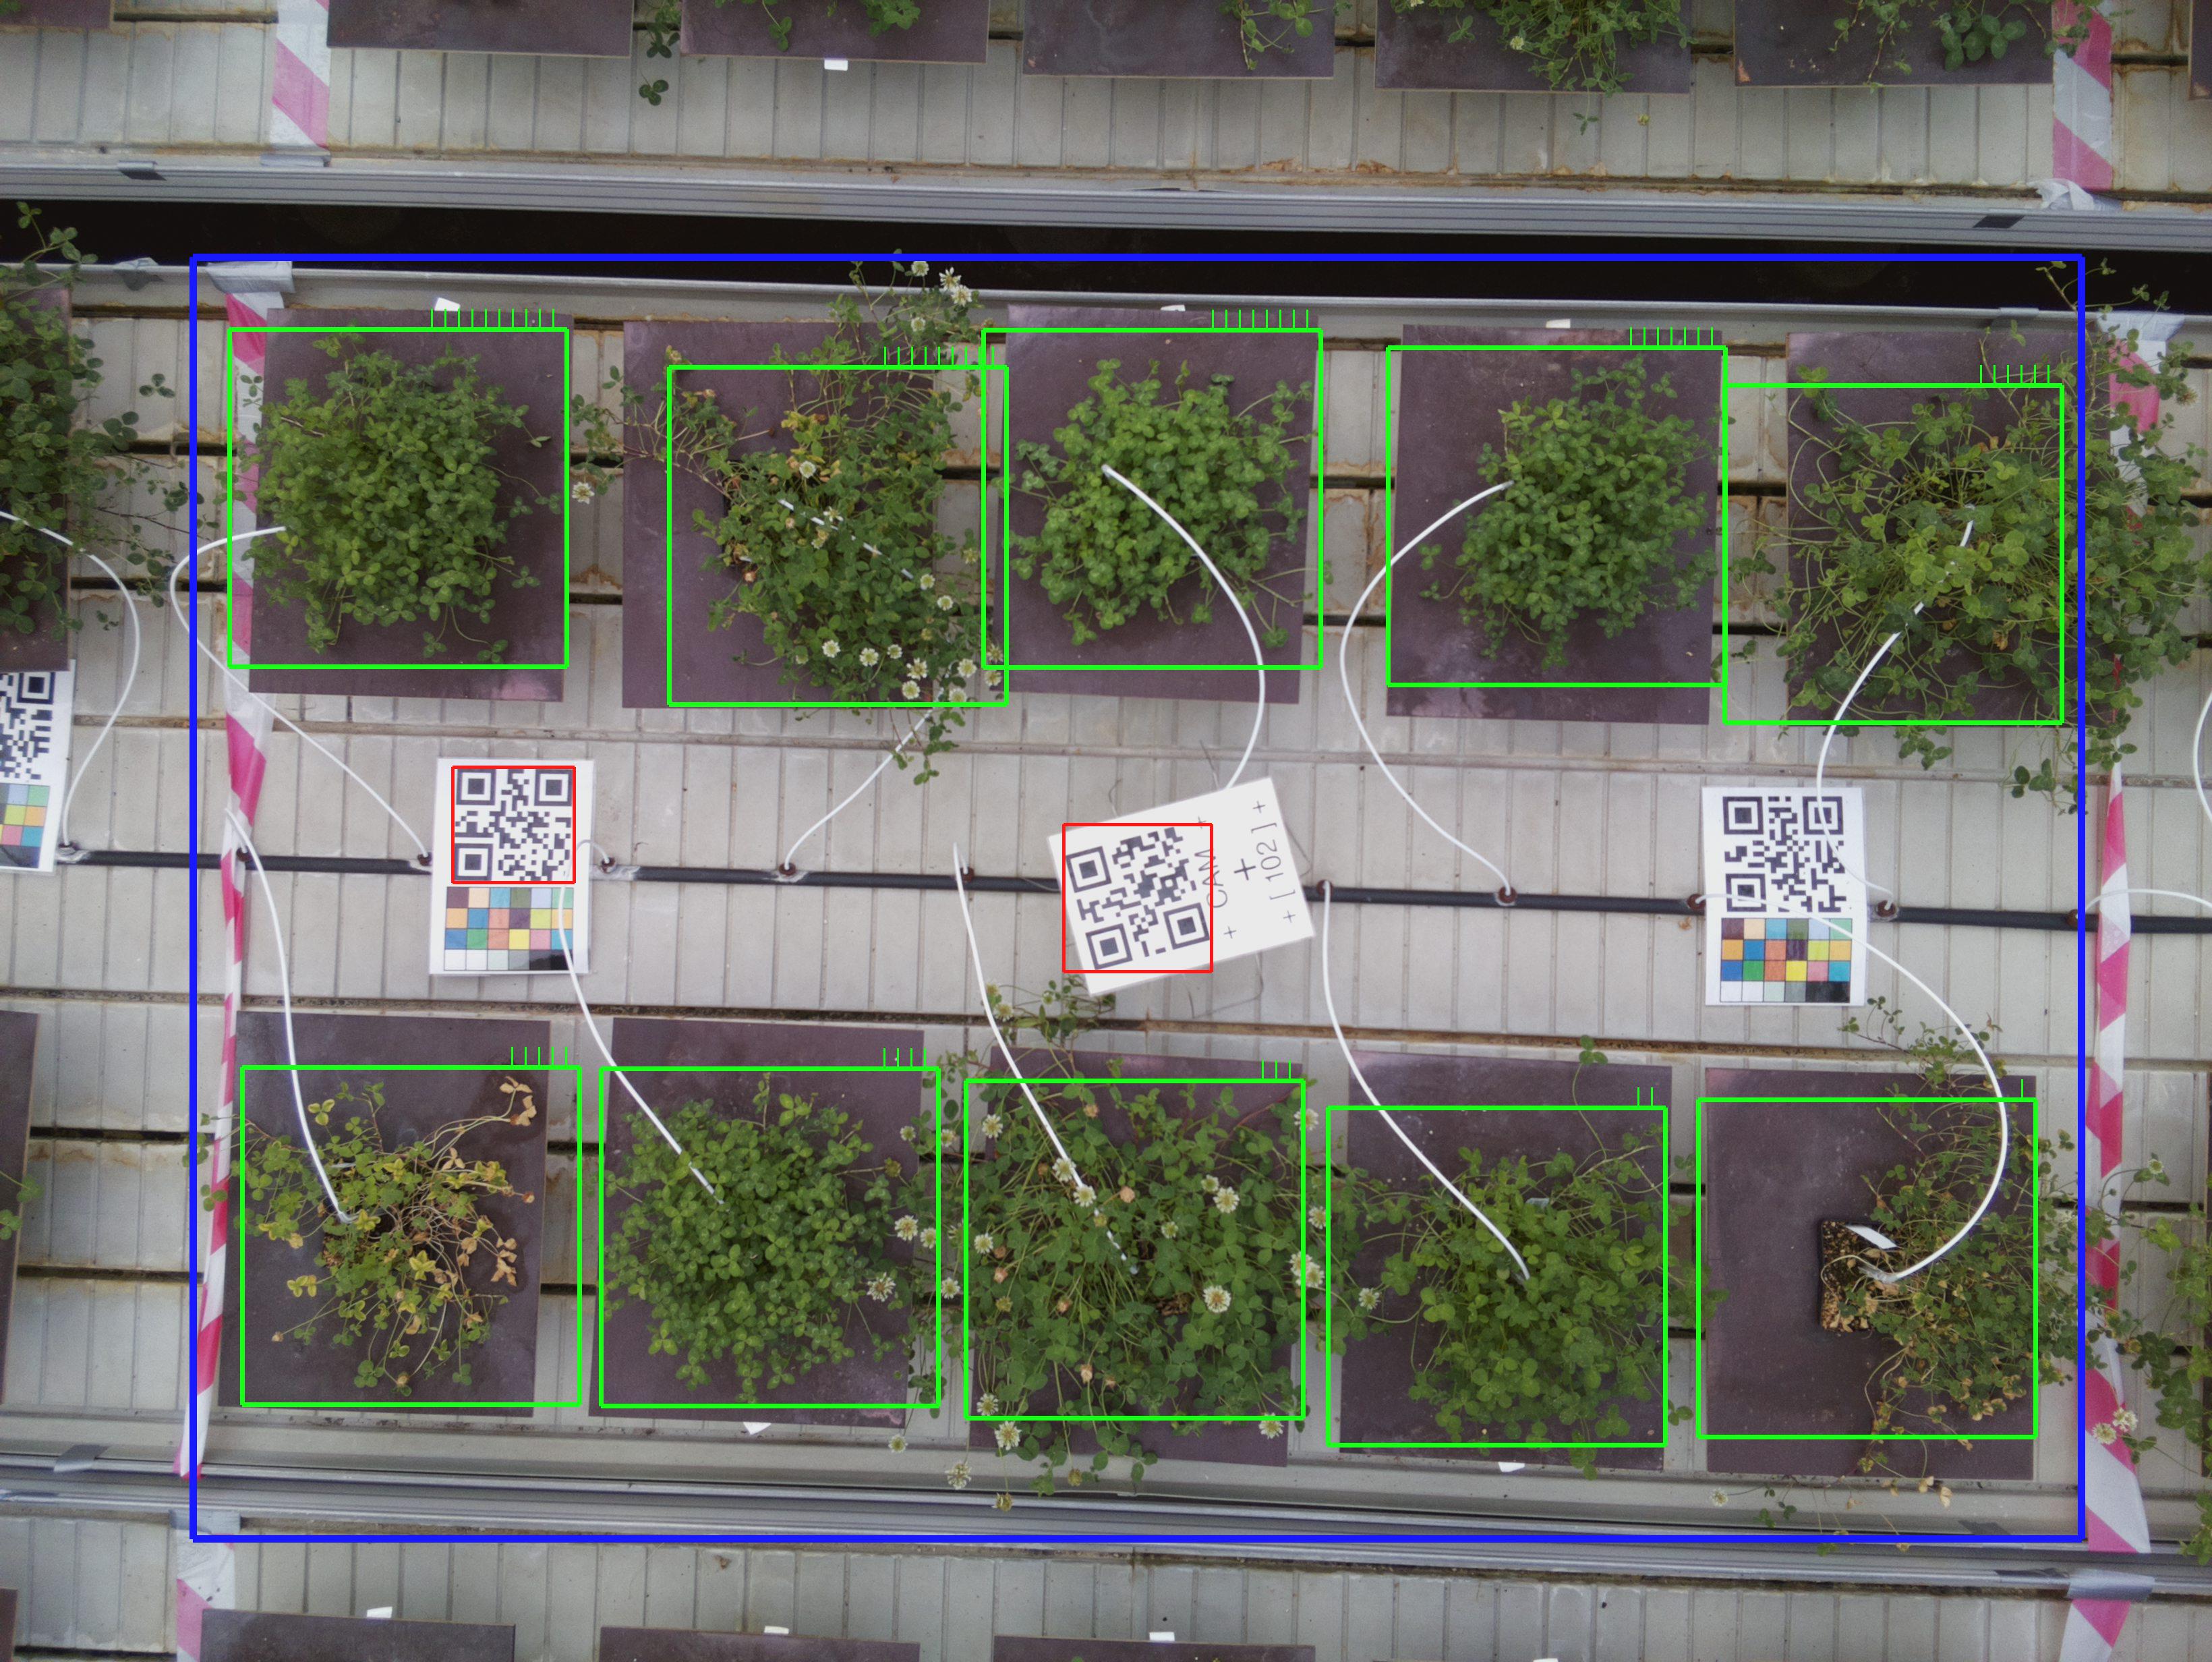 + CAM +
+
+ [ 102 ] +